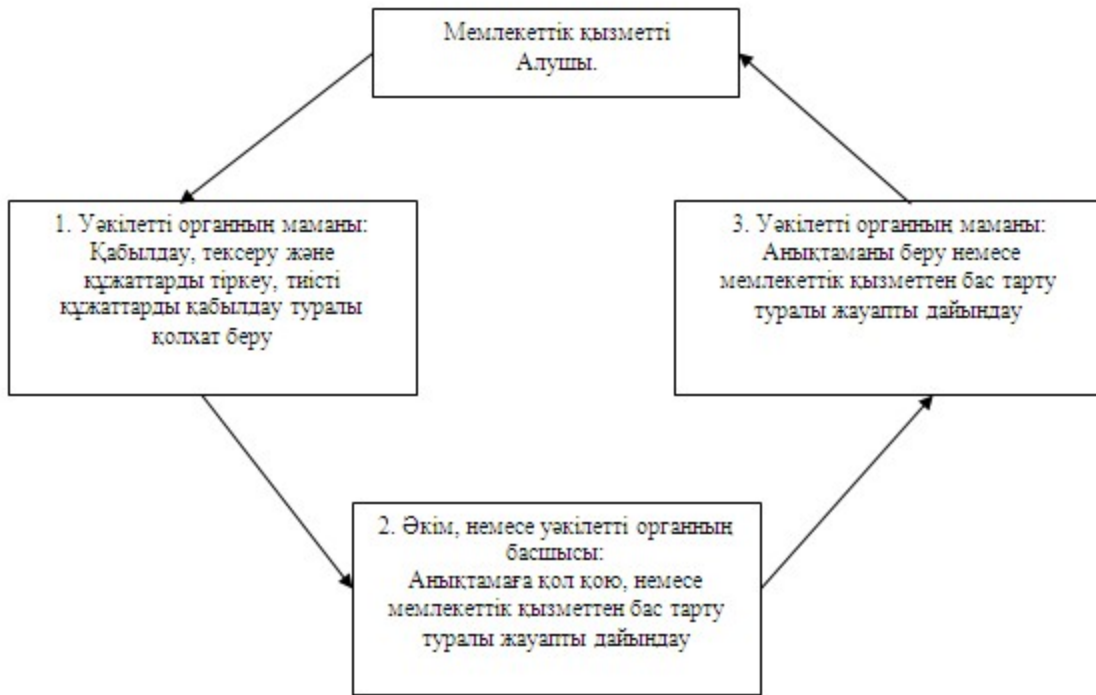 Мемлекеттік қызметті
Алушы.
1. Уәкілетті органның маманы:
Қабылдау, тексеру және
құжаттарды тіркеу, тиісті
құжаттарды қабылдау туралы
қолхат беру
3. Уәкілетті органның маманы:
Анықтаманы беру немесе
мемлекеттік қызметтен бас тарту
туралы жауапты дайындау
2. Әкім, немесе уәкілетті органның
басшысы:
Анықтамаға қол қою, немесе
мемлекеттік қызметтен бас тарту
туралы жауапты дайындау